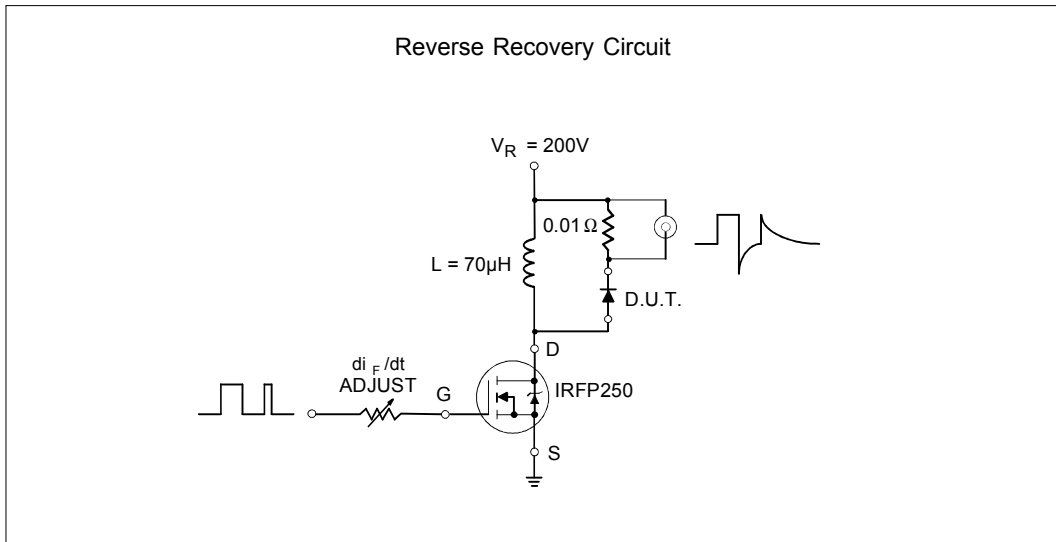 Reverse Recovery Circuit
V_R = 200V
0.01 Ω
L = 70µH
D.U.T.
di_F/dt
ADJUST
G
D
IRFP250
S